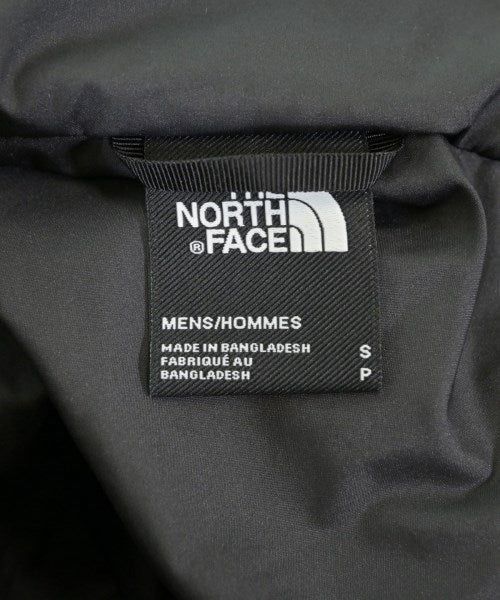 THE
NORTH
® FACE
MENS/HOMMES
MADE IN BANGLADESH
FABRIQUÉ AU
BANGLADESH
S
P